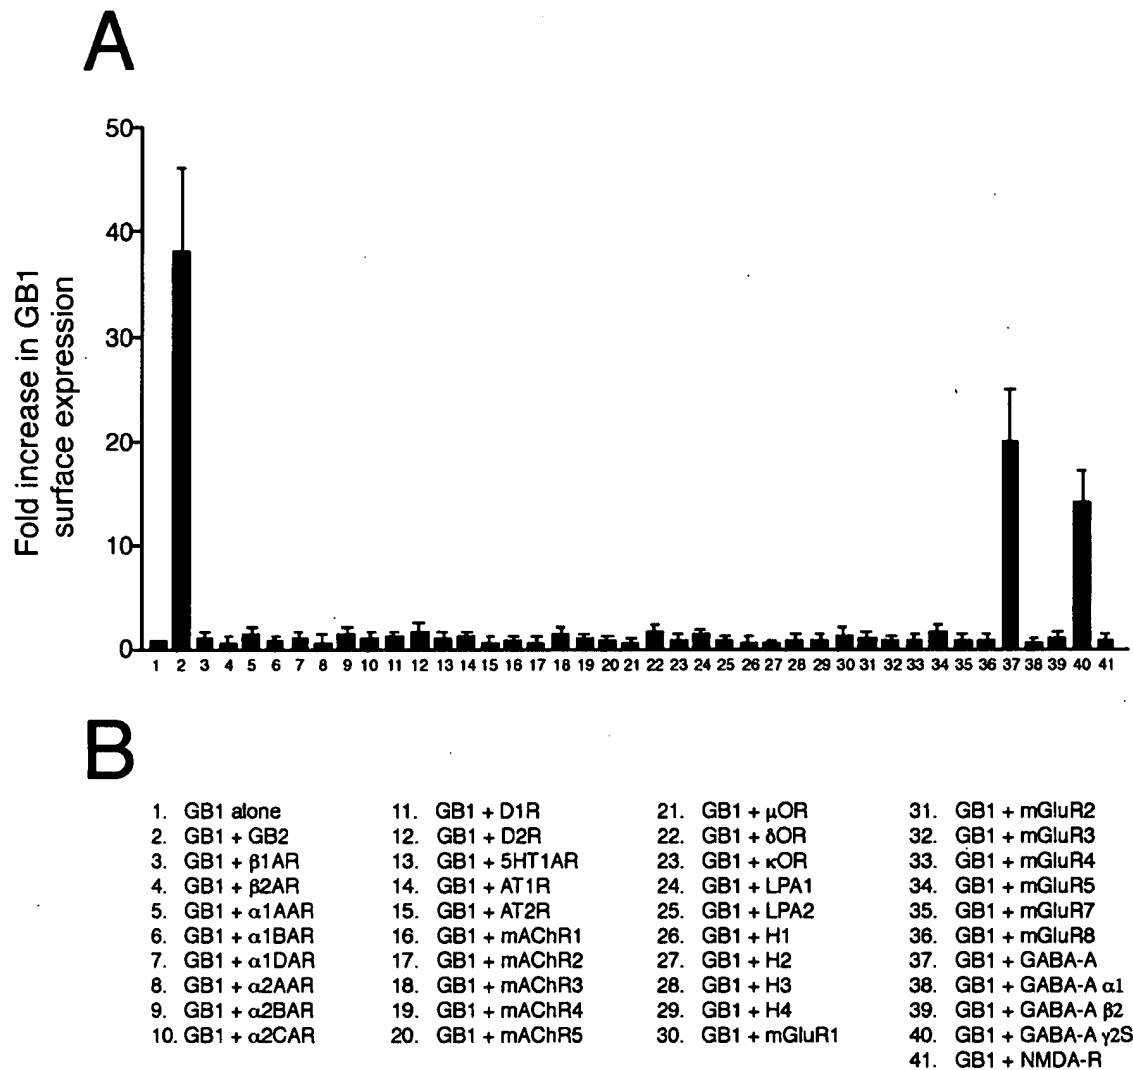 A
Fold increase in GB1
surface expression
50
40
30
20
10
0
1 2 3 4 5 6 7 8 9 10 11 12 13 14 15 16 17 18 19 20 21 22 23 24 25 26 27 28 29 30 31 32 33 34 35 36 37 38 39 40 41
B
1. GB1 alone
2. GB1 + GB2
3. GB1 + β1AR
4. GB1 + β2AR
5. GB1 + α1AAR
6. GB1 + α1BAR
7. GB1 + α1DAR
8. GB1 + α2AAR
9. GB1 + α2BAR
10. GB1 + α2CAR
11. GB1 + D1R
12. GB1 + D2R
13. GB1 + 5HT1AR
14. GB1 + AT1R
15. GB1 + AT2R
16. GB1 + mAChR1
17. GB1 + mAChR2
18. GB1 + mAChR3
19. GB1 + mAChR4
20. GB1 + mAChR5
21. GB1 + μOR
22. GB1 + δOR
23. GB1 + κOR
24. GB1 + LPA1
25. GB1 + LPA2
26. GB1 + H1
27. GB1 + H2
28. GB1 + H3
29. GB1 + H4
30. GB1 + mGluR1
31. GB1 + mGluR2
32. GB1 + mGluR3
33. GB1 + mGluR4
34. GB1 + mGluR5
35. GB1 + mGluR7
36. GB1 + mGluR8
37. GB1 + GABA-A
38. GB1 + GABA-A α1
39. GB1 + GABA-A β2
40. GB1 + GABA-A γ2S
41. GB1 + NMDA-R